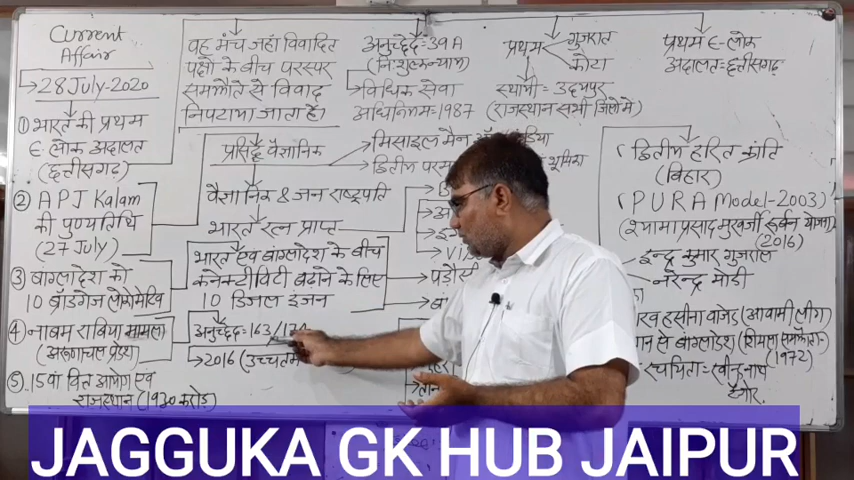 Current
Affair
28 July-2020
① भारत की प्रथम
E लोक अदालत
(छत्तीसगढ़)
② A P J Kalam
की पुण्यतिथि
(27 July)
③ बांग्लादेश को
10 ब्रॉडगेज लोकोमोटिव
④ नाबम राबिया मामला
(अरूणाचल प्रदेश)
⑤ 15वां वित्त आयोग एवं
राजस्थान (1930 करोड़)
वह मंच जहाँ विवादित
पक्षों के बीच परस्पर
समझौते से विवाद
निपटाया जाता है।
अनुच्छेद=39A
(नि:शुल्क न्याय)
विधिक सेवा
अधिनियम=1987
प्रथम गुजरात
कोटा
स्थायी= उदयपुर
(राजस्थान सभी जिलो मे)
प्रथम E-लोक
अदालत=छत्तीसगढ़
प्रसिद्ध वैज्ञानिक
मिसाइल मैन
द्वितीय भूमिका
वैज्ञानिक & जन राष्ट्रपति
भारत रत्न प्राप्त
भारत एवं बांग्लादेश के बीच
कनेक्टीविटी बढ़ाने के लिए
10 डिजल इंजन
पड़ौसी
अनुच्छेद=163/174
2016 (उच्चतम
द्वितीय हरित क्रांति
(बिहार)
(PURA Model-2003)
(श्यामा प्रसाद मुखर्जी रूर्बन योजना)
(2016)
इन्द्र कुमार गुजराल
नरेन्द्र मोदी
शेख हसीना वाजेद (आवामी लीग)
से बांग्लादेश (शिमला समझौता-
1972)
रचयिता= रवीन्द्रनाथ
टैगोर.
JAGGUKA GK HUB JAIPUR